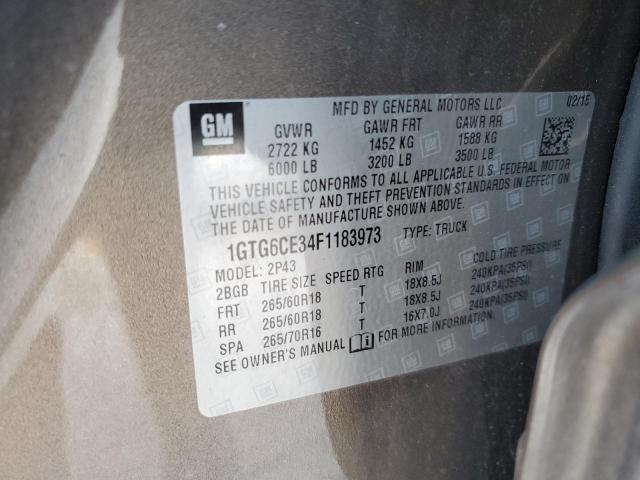 GM
MFD BY GENERAL MOTORS LLC 02/15
GVWR GAWR FRT GAWR RR
2722 KG 1452 KG 1588 KG
6000 LB 3200 LB 3500 LB
THIS VEHICLE CONFORMS TO ALL APPLICABLE U.S. FEDERAL MOTOR
VEHICLE SAFETY AND THEFT PREVENTION STANDARDS IN EFFECT ON
THE DATE OF MANUFACTURE SHOWN ABOVE.
1GTG6CE34F1183973 TYPE: TRUCK
MODEL: 2P43
2BGB TIRE SIZE SPEED RTG RIM COLD TIRE PRESSURE
FRT 265/60R18 T 18X8.5J 240KPA(35PSI)
RR 265/60R18 T 18X8.5J 240KPA(35PSI)
SPA 265/70R16 T 16X7.0J 240KPA(35PSI)
SEE OWNER'S MANUAL FOR MORE INFORMATION.